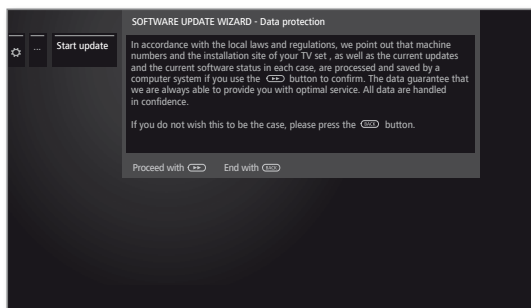 SOFTWARE UPDATE WIZARD - Data protection
...
Start update
In accordance with the local laws and regulations, we point out that machine
numbers and the installation site of your TV set , as well as the current updates
and the current software status in each case, are processed and saved by a
computer system if you use the button to confirm. The data guarantee that
we are always able to provide you with optimal service. All data are handled
in confidence.
If you do not wish this to be the case, please press the BACK button.
Proceed with End with BACK